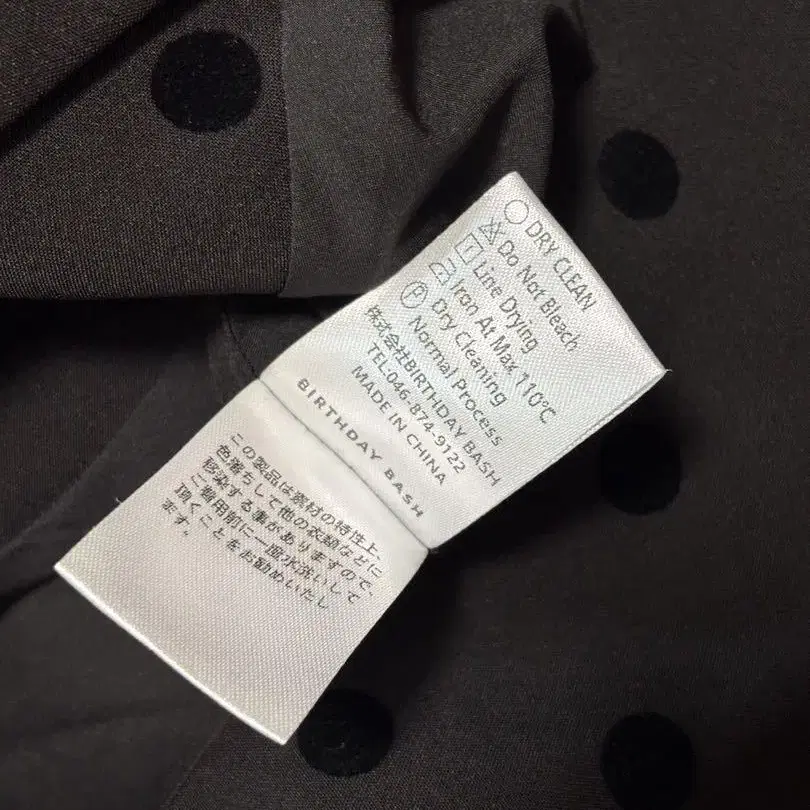 DRY CLEAN
Do Not Bleach
Line Drying
Iron At Max 110℃
Dry Cleaning
Normal Process
株式会社BIRTHDAY BASH
TEL046-874-9122
MADE IN CHINA
BIRTHDAY BASH
この製品は素材の特性上、
色落ちして他の衣類などに
移染する事がありますので、
ご着用前に一度水洗いして
頂くことをお勧めいたし
ます。